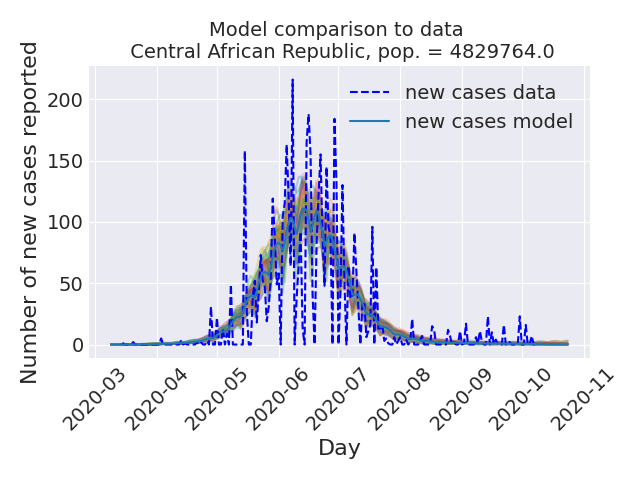 Model comparison to data
Central African Republic, pop. = 4829764.0
Number of new cases reported
200
150
100
50
0
new cases data
new cases model
2020-03
2020-04
2020-05
2020-06
2020-07
2020-08
2020-09
2020-10
2020-11
Day